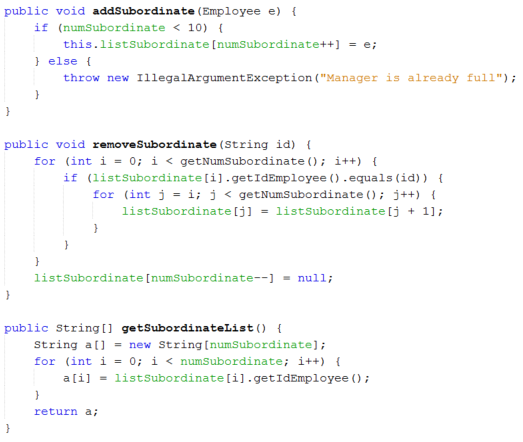 public void addSubordinate(Employee e) {
    if (numSubordinate < 10) {
        this.listSubordinate[numSubordinate++] = e;
    } else {
        throw new IllegalArgumentException("Manager is already full");
    }
}

public void removeSubordinate(String id) {
    for (int i = 0; i < getNumSubordinate(); i++) {
        if (listSubordinate[i].getIdEmployee().equals(id)) {
            for (int j = i; j < getNumSubordinate(); j++) {
                listSubordinate[j] = listSubordinate[j + 1];
            }
        }
    }
    listSubordinate[numSubordinate--] = null;
}

public String[] getSubordinateList() {
    String a[] = new String[numSubordinate];
    for (int i = 0; i < numSubordinate; i++) {
        a[i] = listSubordinate[i].getIdEmployee();
    }
    return a;
}